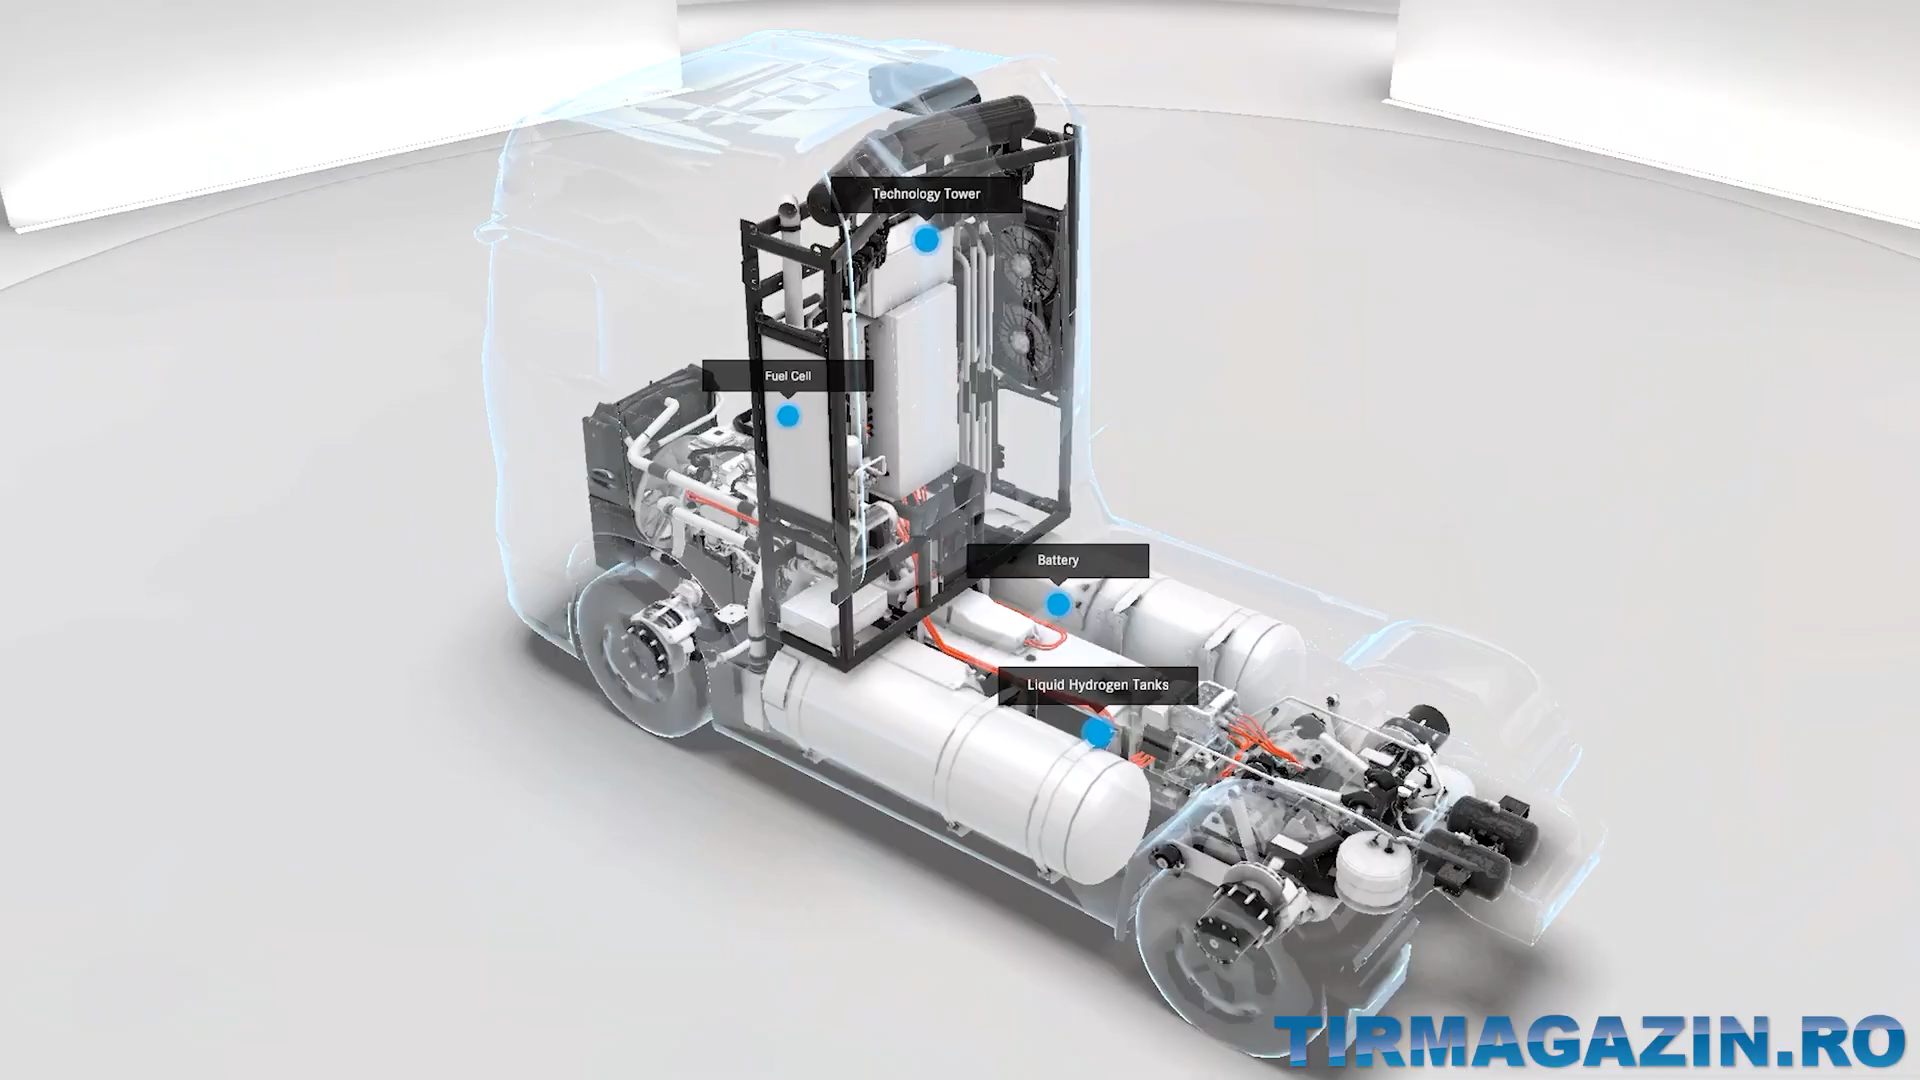 Technology Tower
Fuel Cell
Battery
Liquid Hydrogen Tanks
TIRMAGAZIN.RO